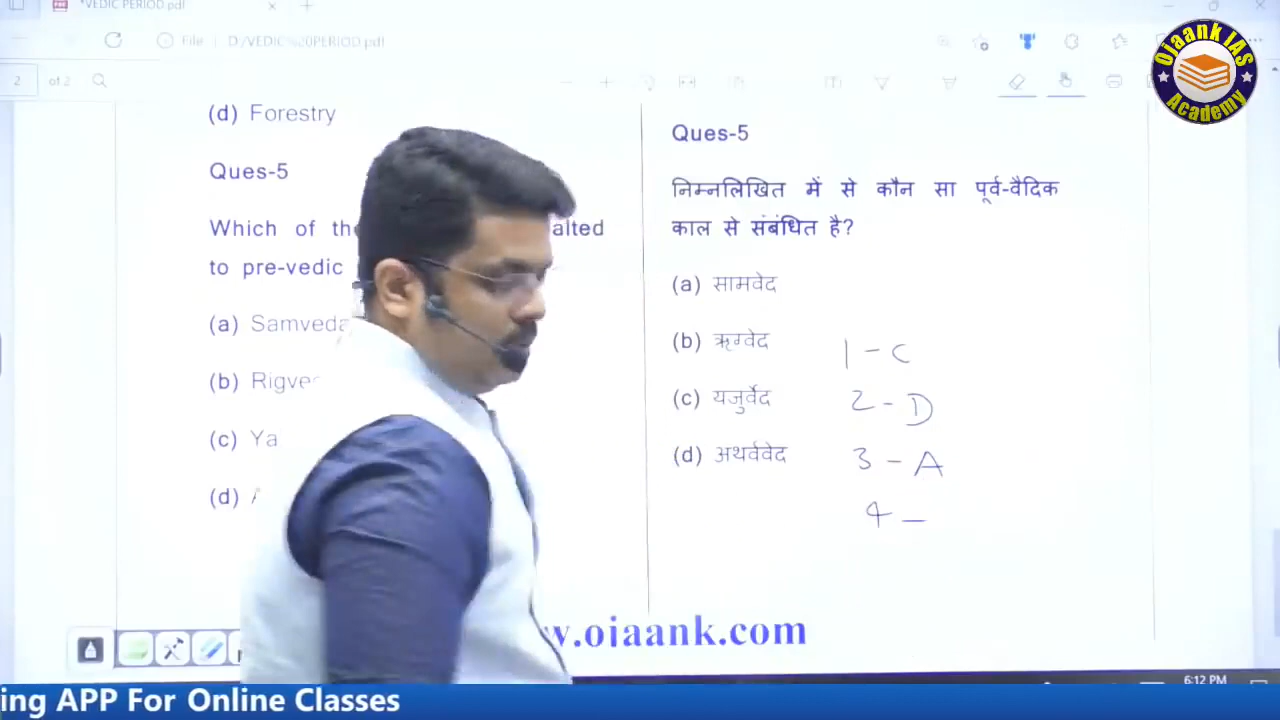 *VEDIC PERIOD.pdf
File D:/VEDIC%20PERIOD.pdf
2 of 2
Ojaank IAS
Academy
(d) Forestry
Ques-5
Which of the alted
to pre-vedic
(a) Samveda
(b) Rigve
(c) Ya
(d)
Ques-5
निम्नलिखित में से कौन सा पूर्व-वैदिक
काल से संबंधित है?
(a) सामवेद
(b) ऋग्वेद
(c) यजुर्वेद
(d) अथर्ववेद
1 - C
2 - D
3 - A
4 -
w.ojaank.com
6:12 PM
ing APP For Online Classes